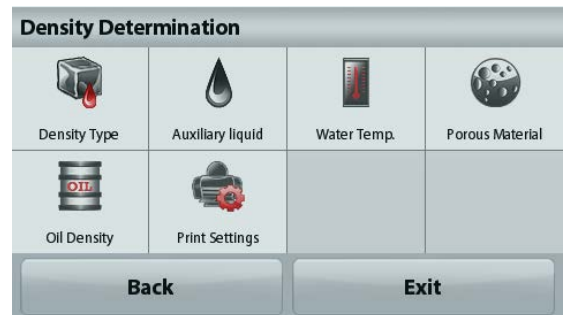 Density Determination
Density Type
Auxiliary liquid
Water Temp.
Porous Material
OIL
Oil Density
Print Settings
Back
Exit